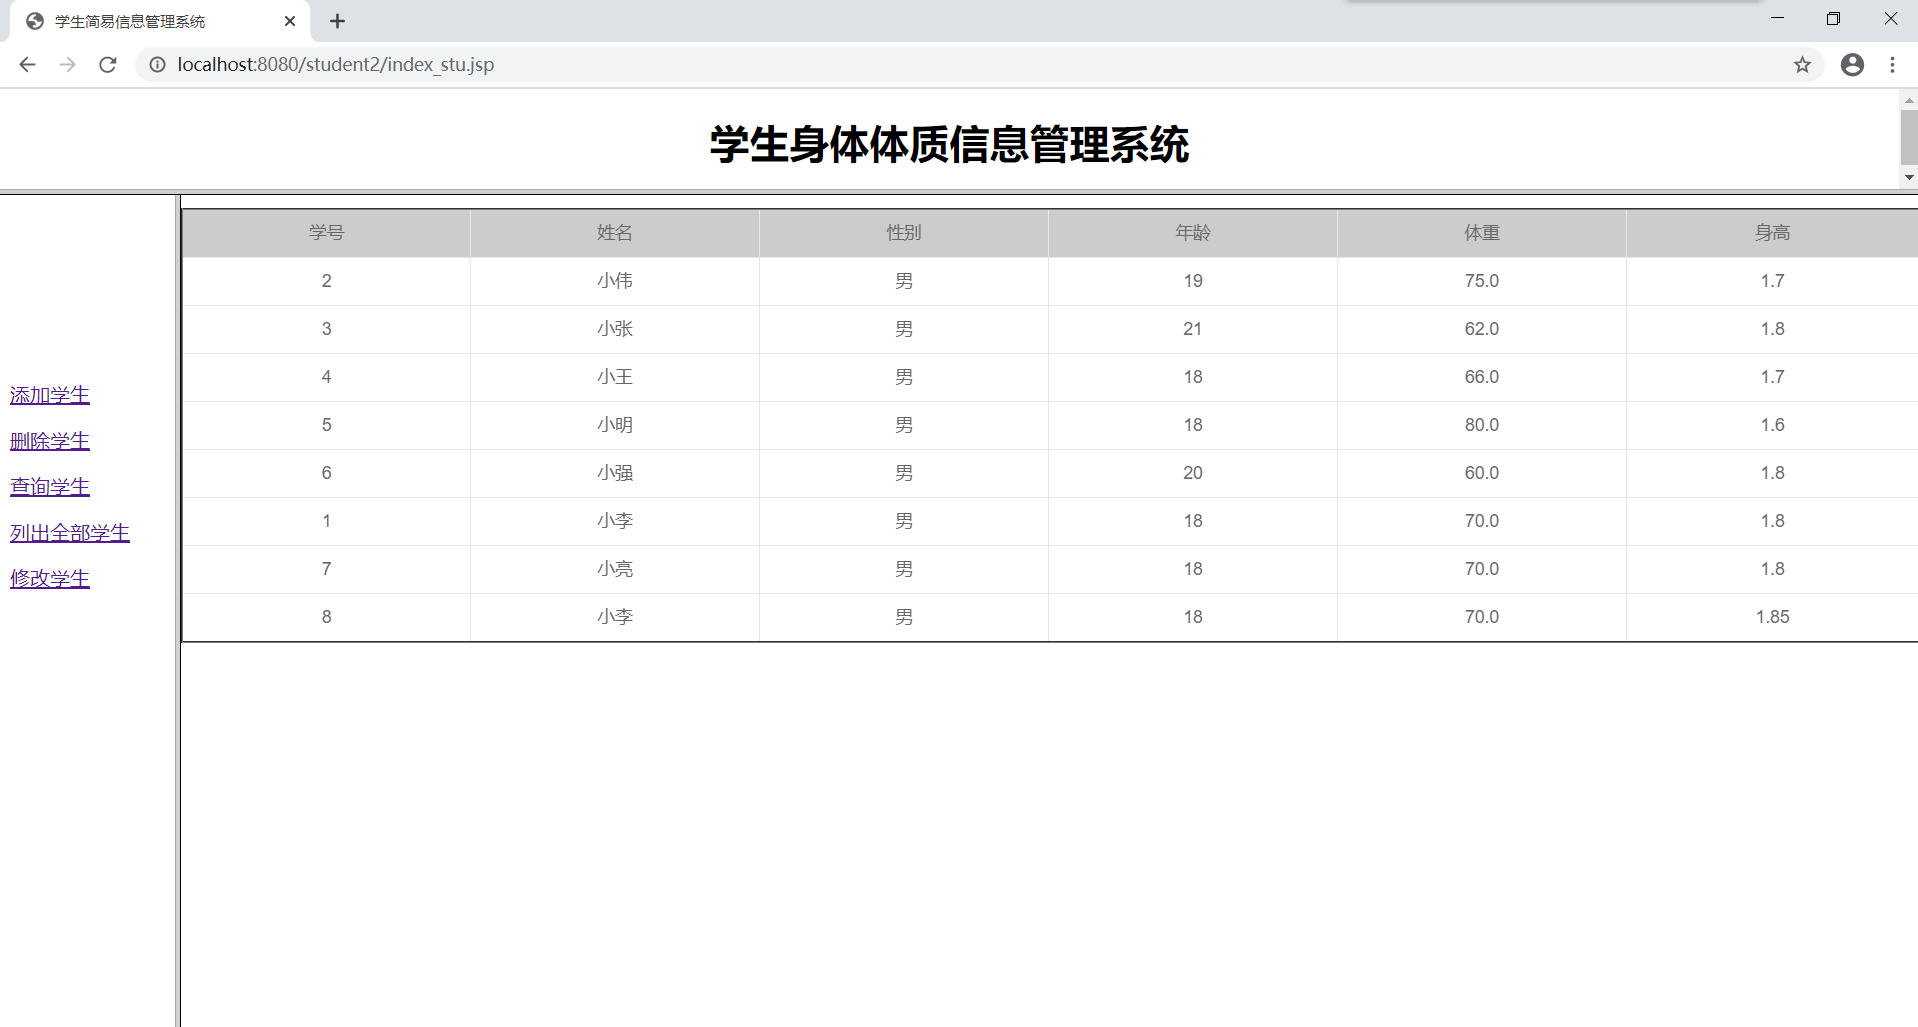 学生简易信息管理系统
localhost:8080/student2/index_stu.jsp
学生身体体质信息管理系统
添加学生
删除学生
查询学生
列出全部学生
修改学生
学号 姓名 性别 年龄 体重 身高
2 小伟 男 19 75.0 1.7
3 小张 男 21 62.0 1.8
4 小王 男 18 66.0 1.7
5 小明 男 18 80.0 1.6
6 小强 男 20 60.0 1.8
1 小李 男 18 70.0 1.8
7 小亮 男 18 70.0 1.8
8 小李 男 18 70.0 1.85